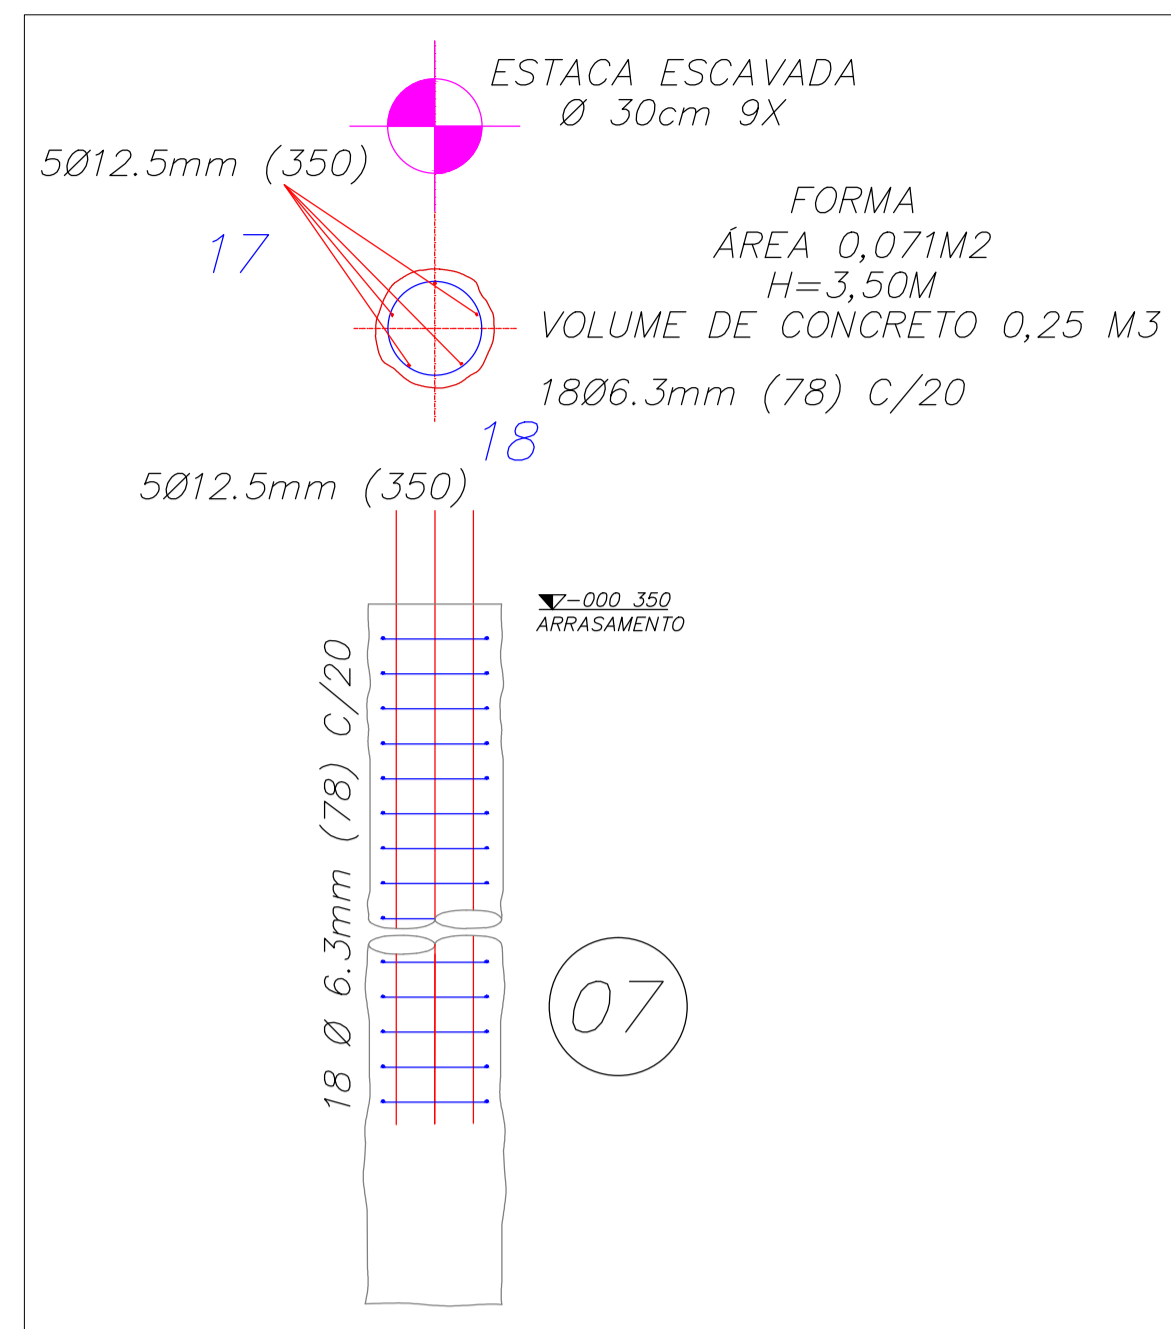 ESTACA ESCAVADA
Ø 30cm 9X
5Ø12.5mm (350)
17
FORMA
ÁREA 0,071M2
H=3,50M
VOLUME DE CONCRETO 0,25 M3
18Ø6.3mm (78) C/20
18
5Ø12.5mm (350)
-000 350
ARRASAMENTO
18 Ø 6.3mm (78) C/20
07